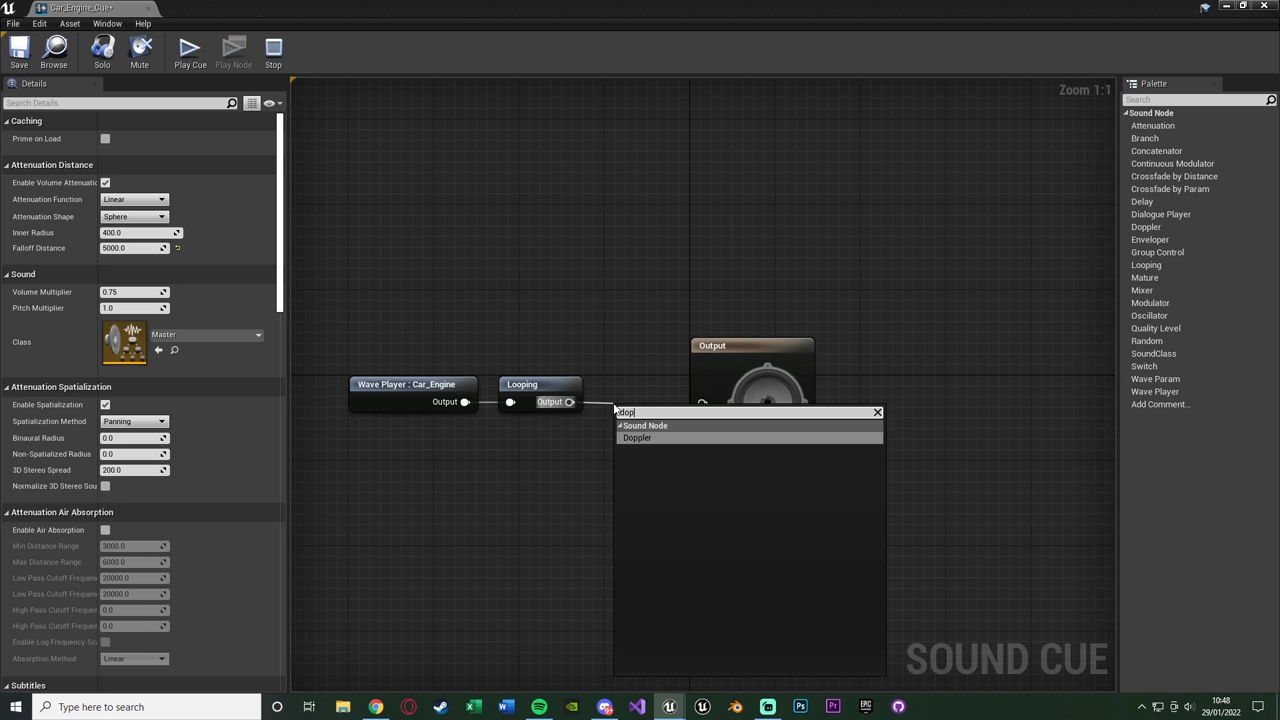 Car_Engine_Cue*
File Edit Asset Window Help
Save Browse Solo Mute Play Cue Play Node Stop
Details
Search Details
Caching
Prime on Load
Attenuation Distance
Enable Volume Attenuatic
Attenuation Function Linear
Attenuation Shape Sphere
Inner Radius 400.0
Falloff Distance 5000.0
Sound
Volume Multiplier 0.75
Pitch Multiplier 1.0
Class Master
Attenuation Spatialization
Enable Spatialization
Spatialization Method Panning
Binaural Radius 0.0
Non-Spatialized Radius 0.0
3D Stereo Spread 200.0
Normalize 3D Stereo Sou
Attenuation Air Absorption
Enable Air Absorption
Min Distance Range 3000.0
Max Distance Range 6000.0
Low Pass Cutoff Frequen 20000.0
Low Pass Cutoff Frequen 20000.0
High Pass Cutoff Frequer 0.0
High Pass Cutoff Frequer 0.0
Enable Log Frequency Sc
Absorption Method Linear
Subtitles
Zoom 1:1
Wave Player : Car_Engine
Output
Looping
Output
Output
dop
Sound Node
Doppler
SOUND CUE
Palette
Search
Sound Node
Attenuation
Branch
Concatenator
Continuous Modulator
Crossfade by Distance
Crossfade by Param
Delay
Dialogue Player
Doppler
Enveloper
Group Control
Looping
Mature
Mixer
Modulator
Oscillator
Quality Level
Random
SoundClass
Switch
Wave Param
Wave Player
Add Comment...
Type here to search
10:48
29/01/2022